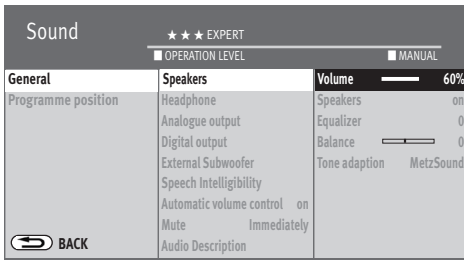 Sound
★ ★ ★ EXPERT
OPERATION LEVEL
MANUAL
General
Programme position
BACK
Speakers
Headphone
Analogue output
Digital output
External Subwoofer
Speech Intelligibility
Automatic volume control on
Mute Immediately
Audio Description
Volume 60%
Speakers on
Equalizer 0
Balance 0
Tone adaption MetzSound